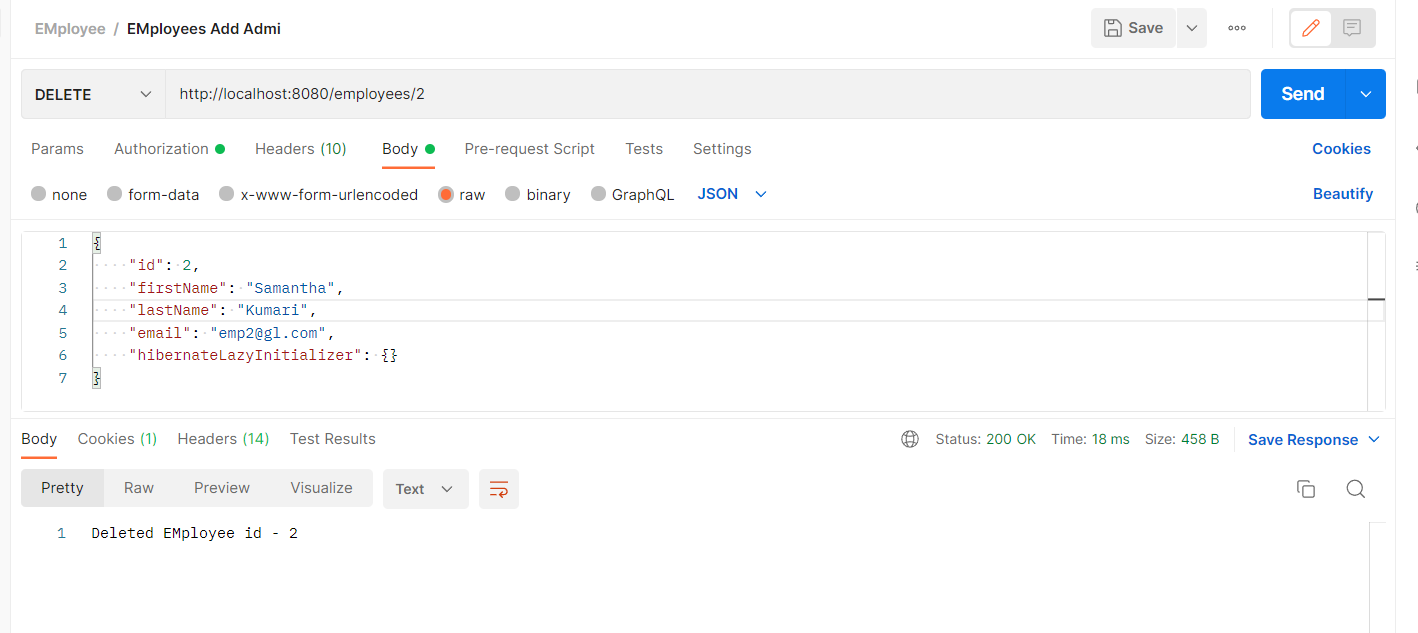 EMployee / EMployees Add Admi
Save
DELETE http://localhost:8080/employees/2 Send
Params Authorization Headers (10) Body Pre-request Script Tests Settings Cookies
none form-data x-www-form-urlencoded raw binary GraphQL JSON Beautify
1 {
2 "id": 2,
3 "firstName": "Samantha",
4 "lastName": "Kumari",
5 "email": "emp2@gl.com",
6 "hibernateLazyInitializer": {}
7 }
Body Cookies (1) Headers (14) Test Results Status: 200 OK Time: 18 ms Size: 458 B Save Response
Pretty Raw Preview Visualize Text
1 Deleted EMployee id - 2